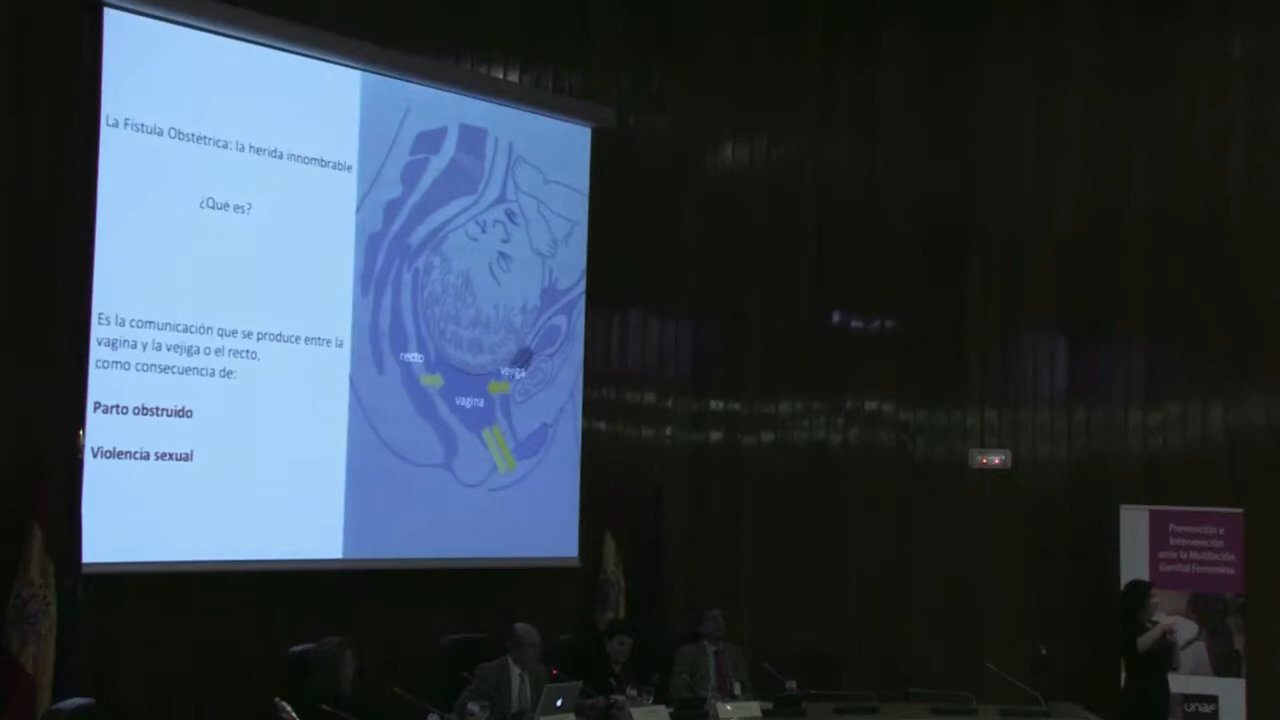 La Fístula Obstétrica: la herida innombrable
¿Qué es?
Es la comunicación que se produce entre la
vagina y la vejiga o el recto,
como consecuencia de:
Parto obstruido
Violencia sexual
recto
vejiga
vagina
Prevención e
Intervención
ante la Mutilación
Genital Femenina
unaf